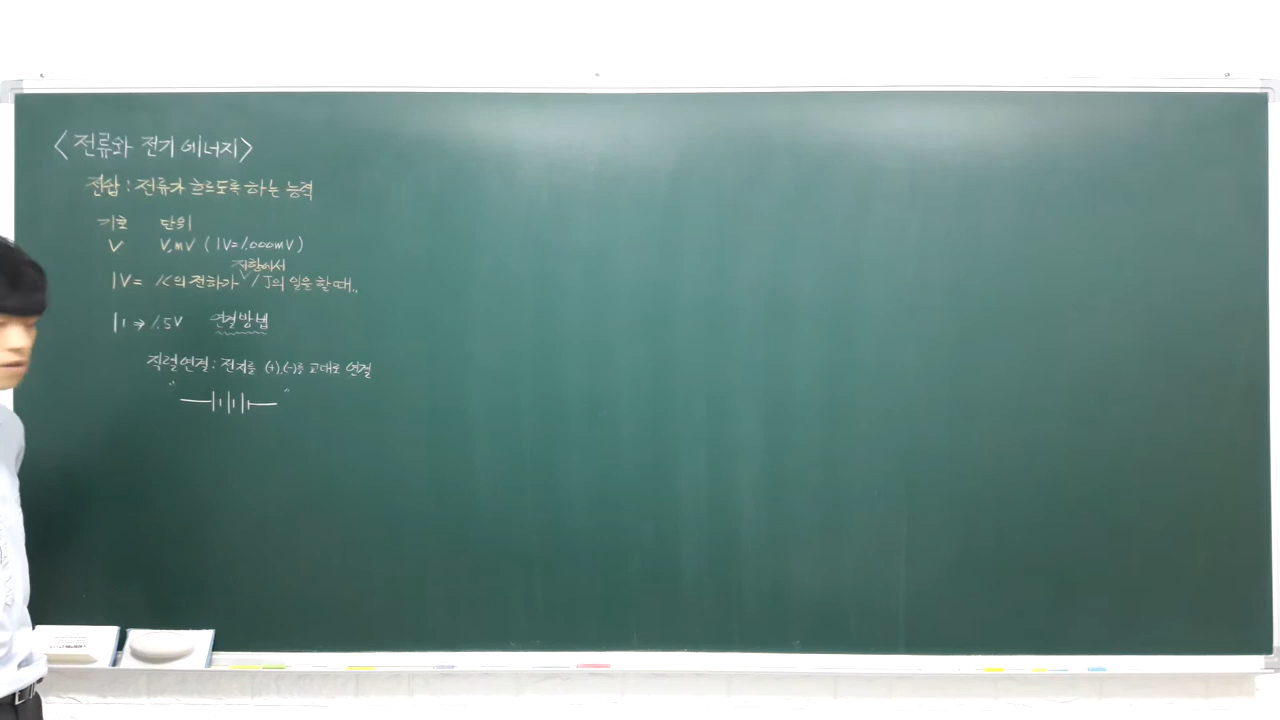 <전류와 전기 에너지>
전압 : 전류가 흐르도록 하는 능력
기호 단위
V V, mV (1V=1,000mV)
저항에서
1V = 1C의 전하가 ∨ 1J의 일을 할 때.,
→ 1.5V 연결방법
직렬연결 : 전지를 (+),(-)를 교대로 연결